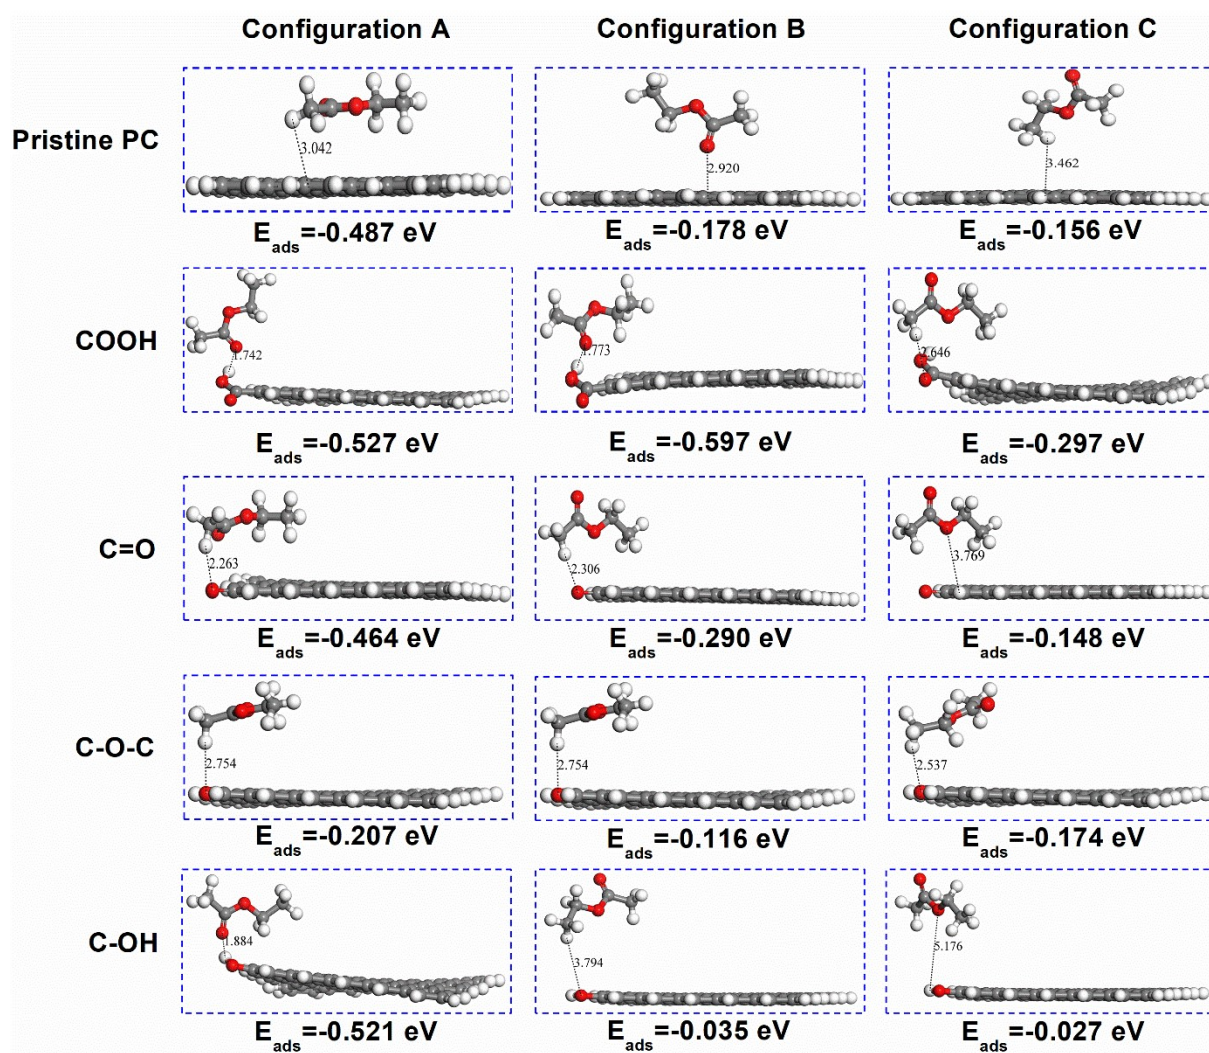 Configuration A Configuration B Configuration C
Pristine PC
3.042 2.920 3.462
Eads=-0.487 eV Eads=-0.178 eV Eads=-0.156 eV
COOH
1.742 1.773 2.646
Eads=-0.527 eV Eads=-0.597 eV Eads=-0.297 eV
C=O
2.263 2.306 3.769
Eads=-0.464 eV Eads=-0.290 eV Eads=-0.148 eV
C-O-C
2.754 2.754 2.537
Eads=-0.207 eV Eads=-0.116 eV Eads=-0.174 eV
C-OH
1.884 3.794 5.176
Eads=-0.521 eV Eads=-0.035 eV Eads=-0.027 eV